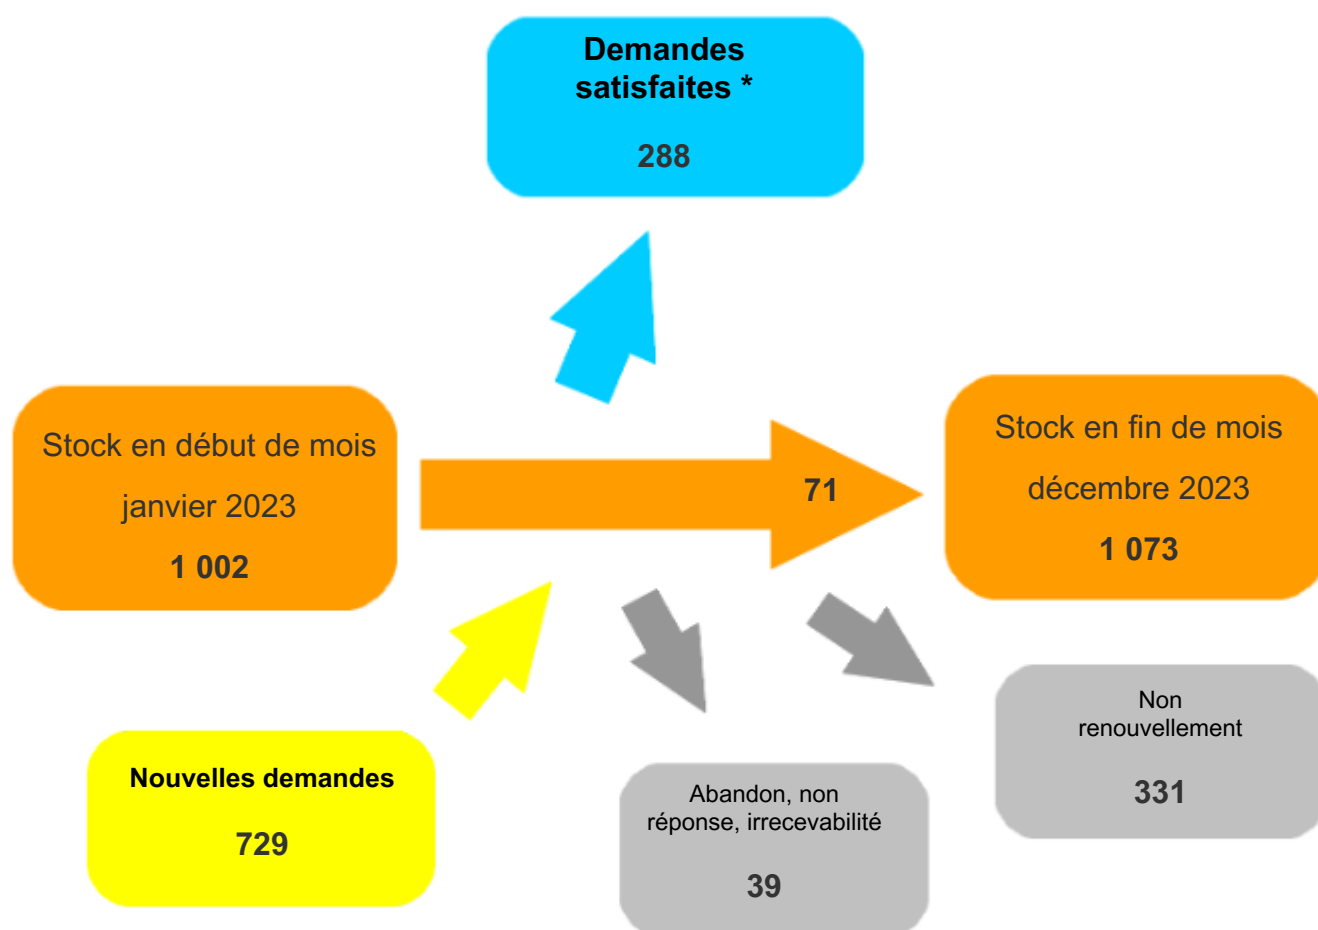 Demandes
satisfaites *
288
Stock en début de mois
janvier 2023
1 002
71
Stock en fin de mois
décembre 2023
1 073
Nouvelles demandes
729
Abandon, non
réponse, irrecevabilité
39
Non
renouvellement
331